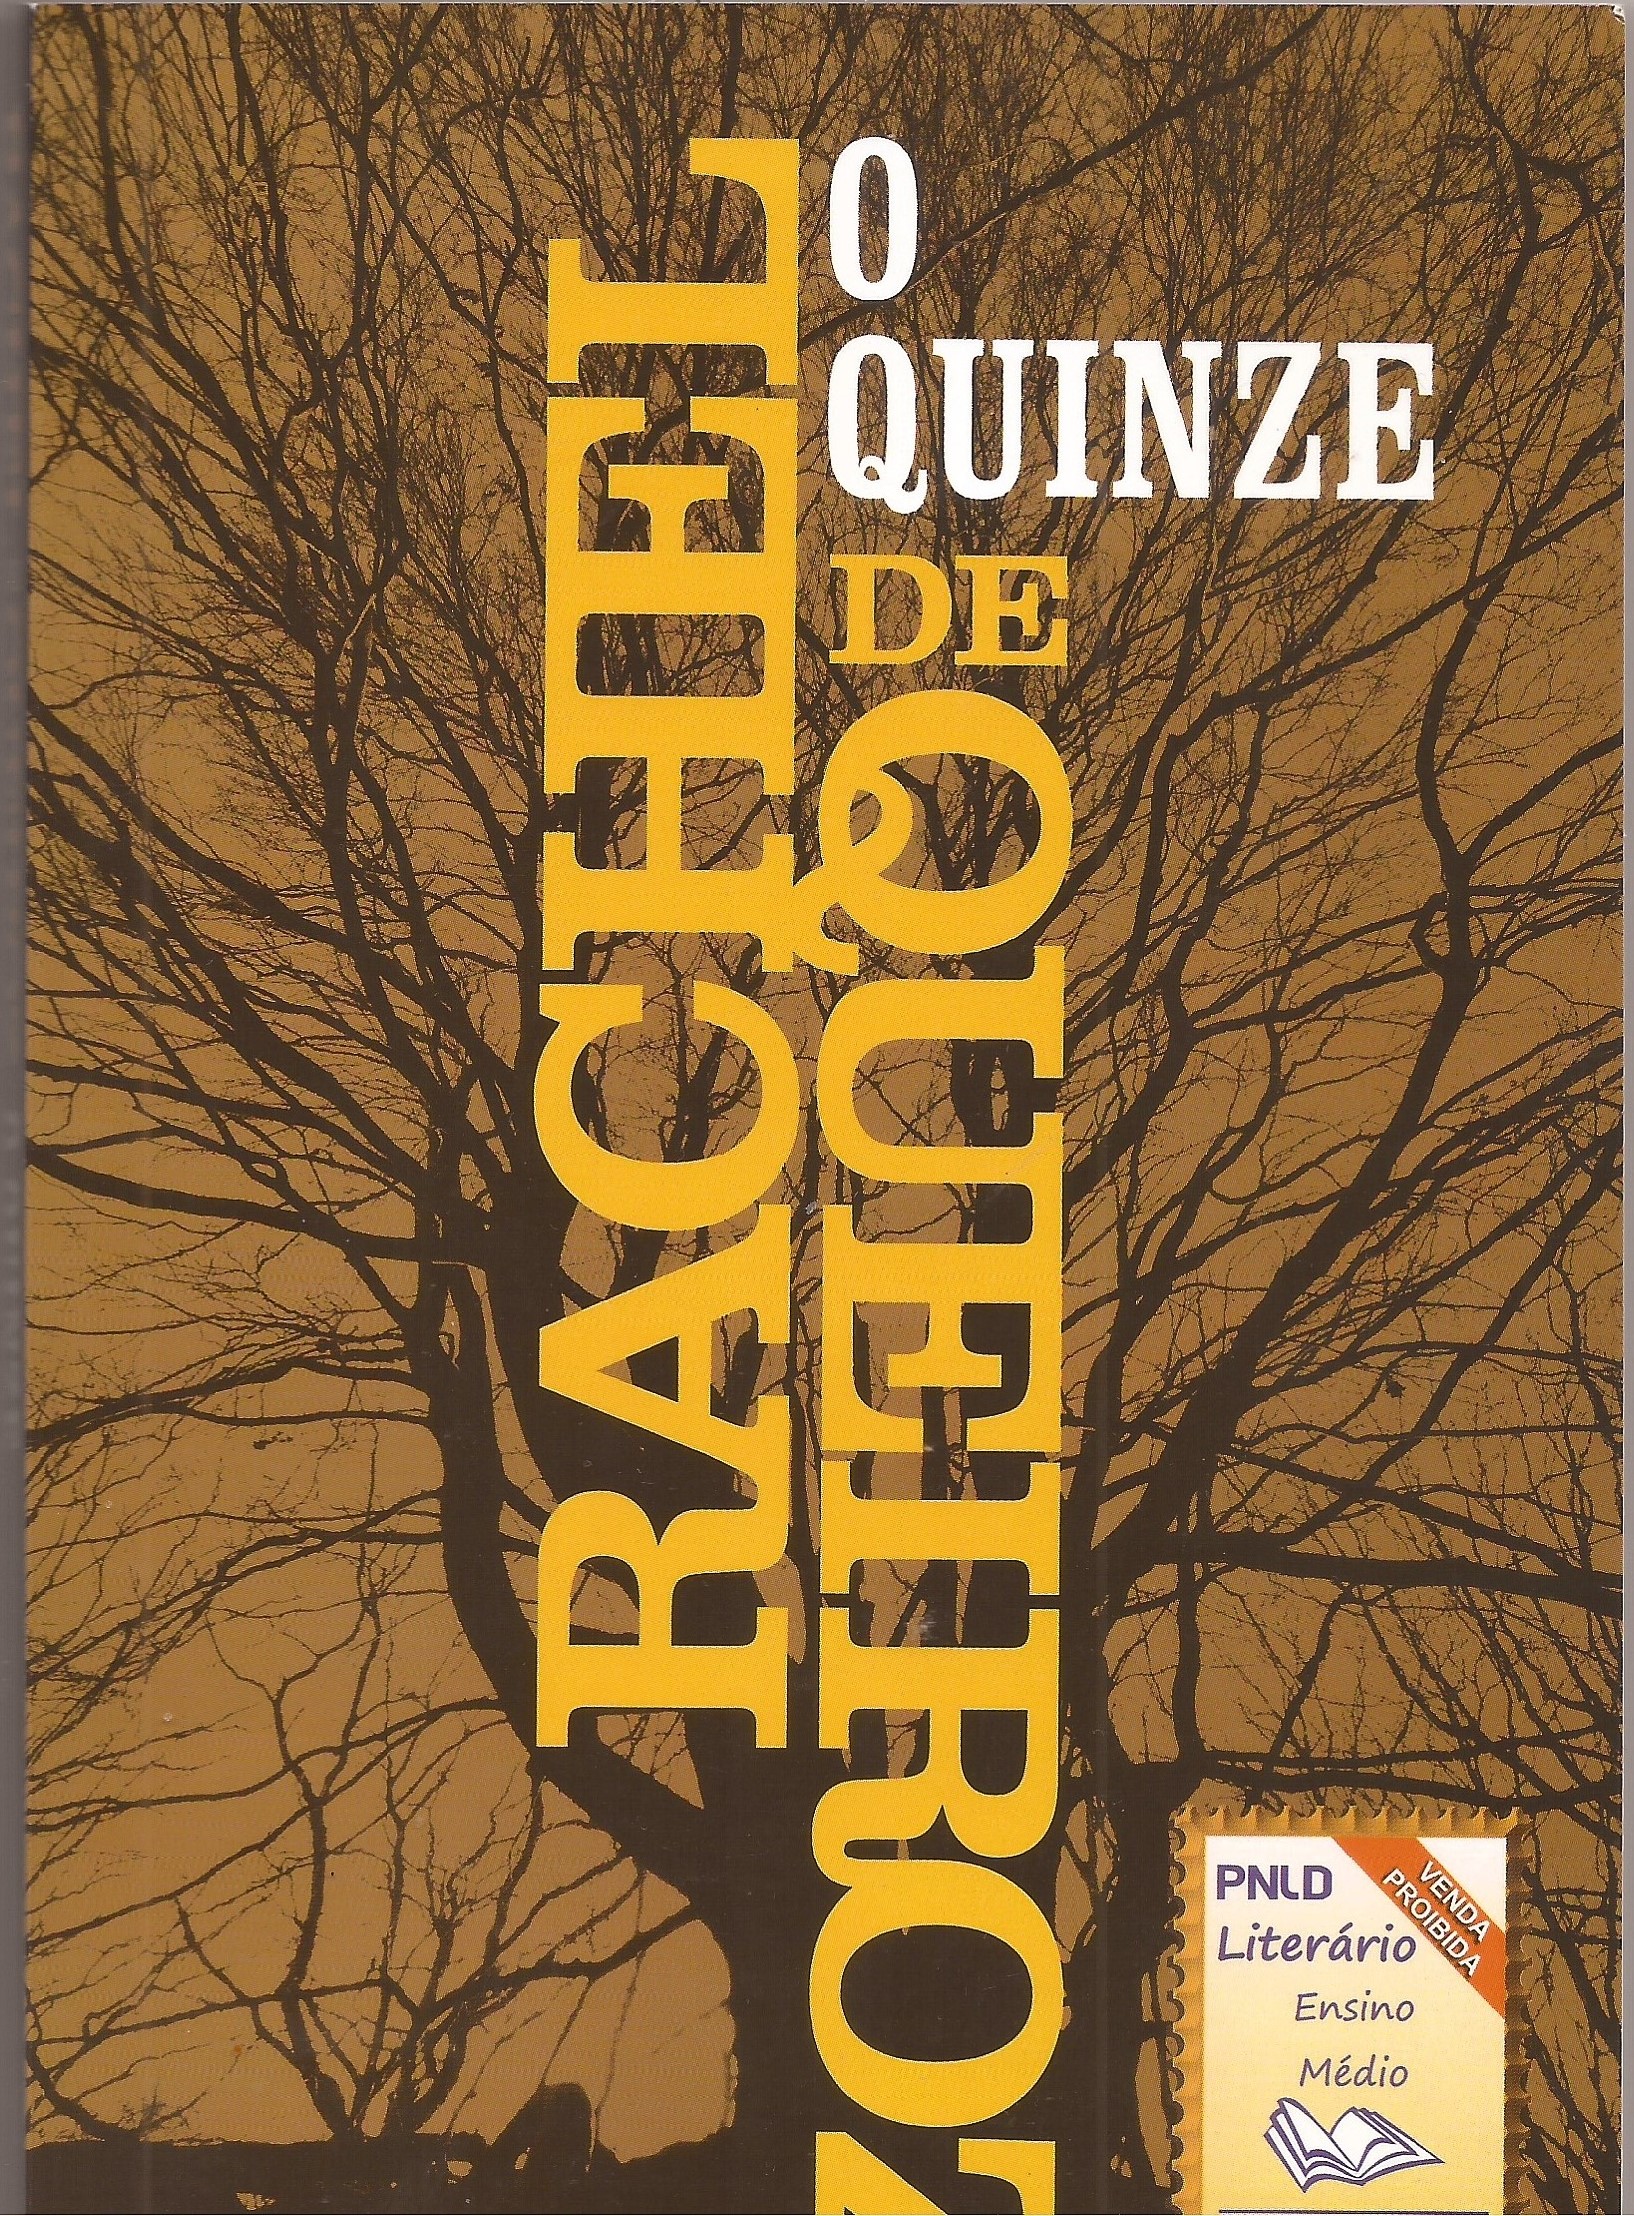 RACHEL
O
QUINZE
DE
QUEIROZ
PNLD
Literário
Ensino
Médio
VENDA
PROIBIDA